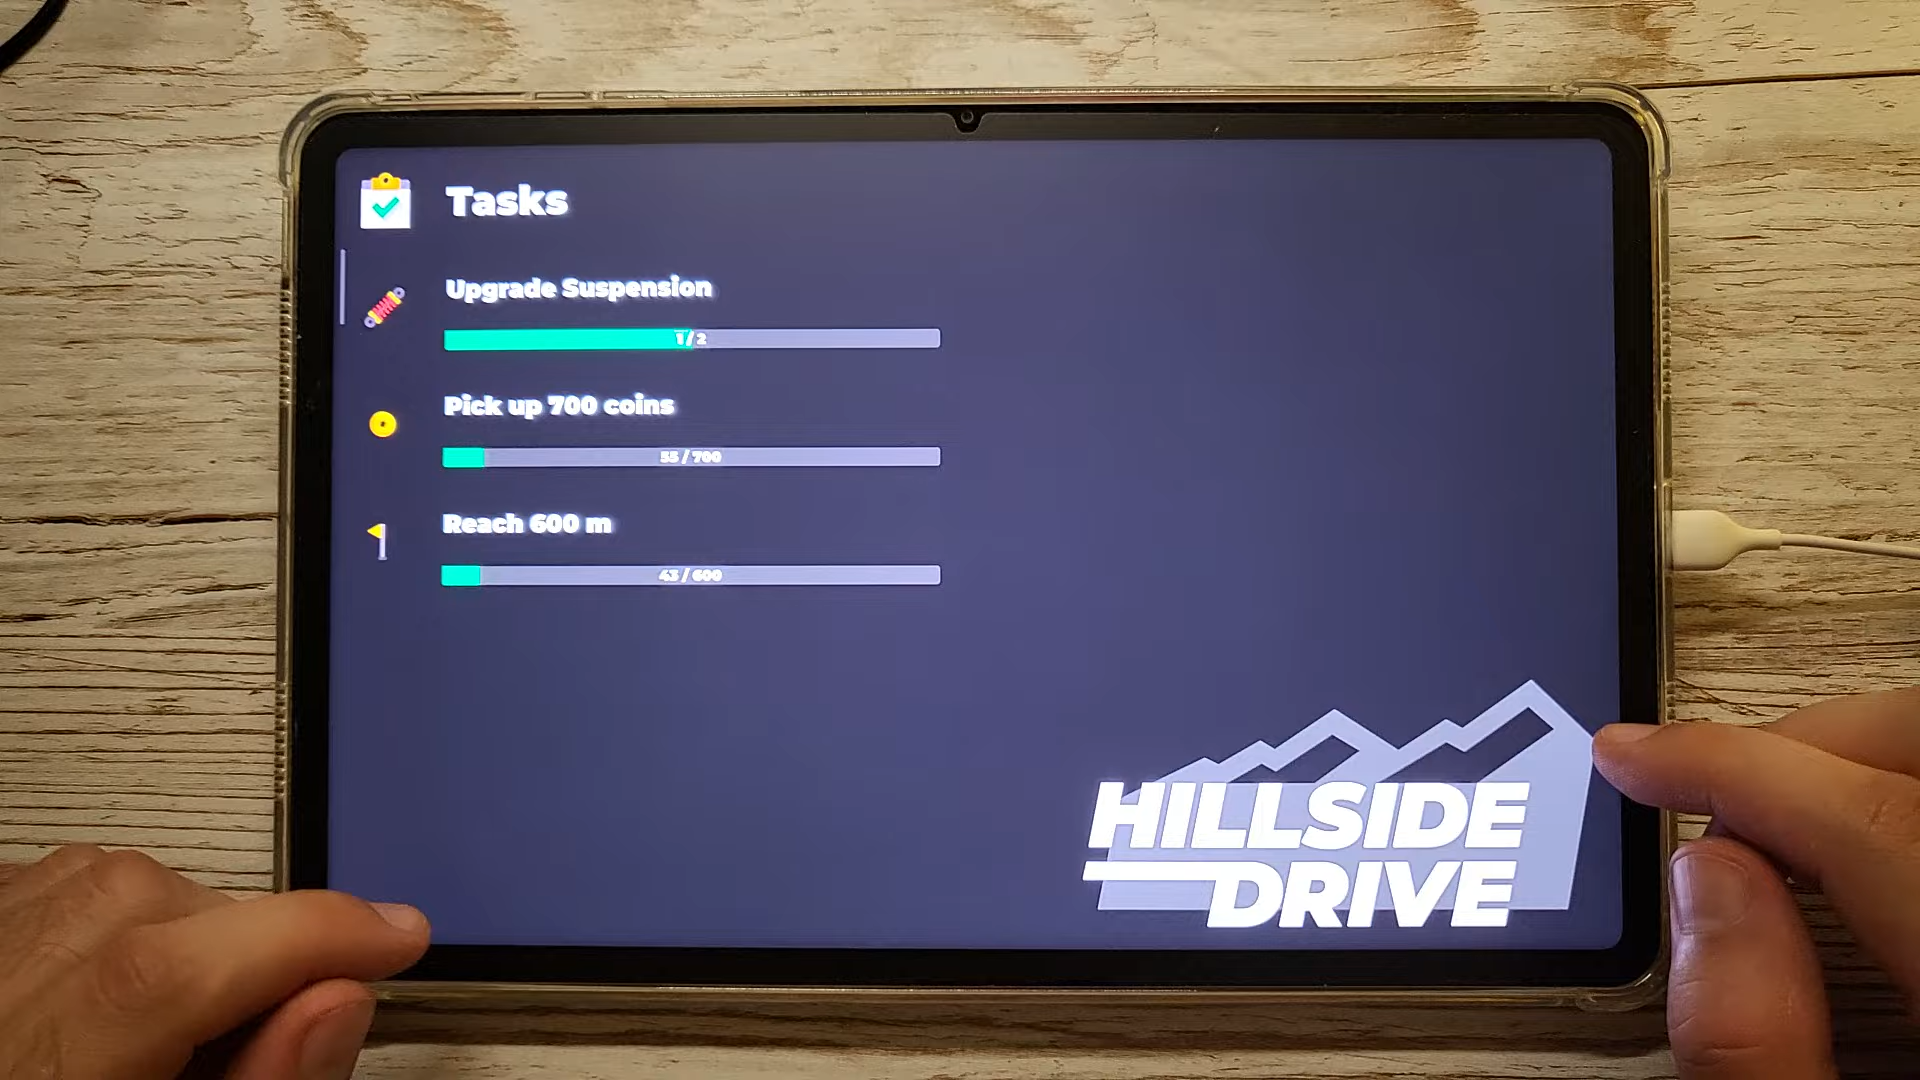 Tasks
Upgrade Suspension
1 / 2
Pick up 700 coins
55 / 700
Reach 600 m
43 / 600
HILLSIDE
DRIVE